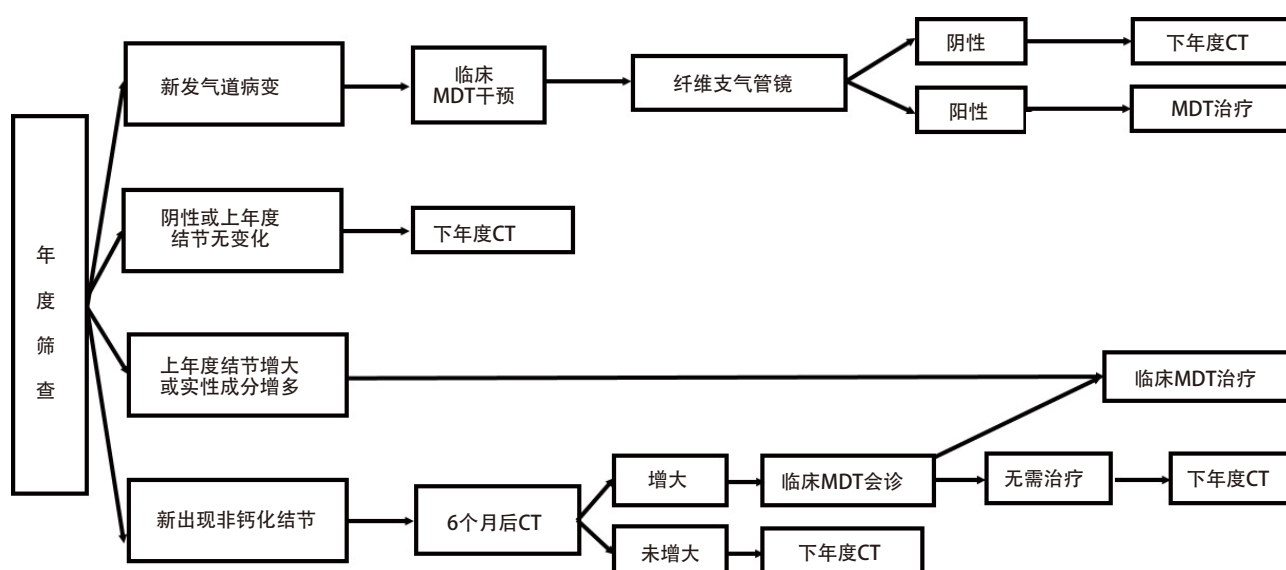 年度筛查
新发气道病变
临床
MDT干预
纤维支气管镜
阴性
下年度CT
阳性
MDT治疗
阴性或上年度
结节无变化
下年度CT
上年度结节增大
或实性成分增多
临床MDT治疗
新出现非钙化结节
6个月后CT
增大
临床MDT会诊
无需治疗
下年度CT
未增大
下年度CT